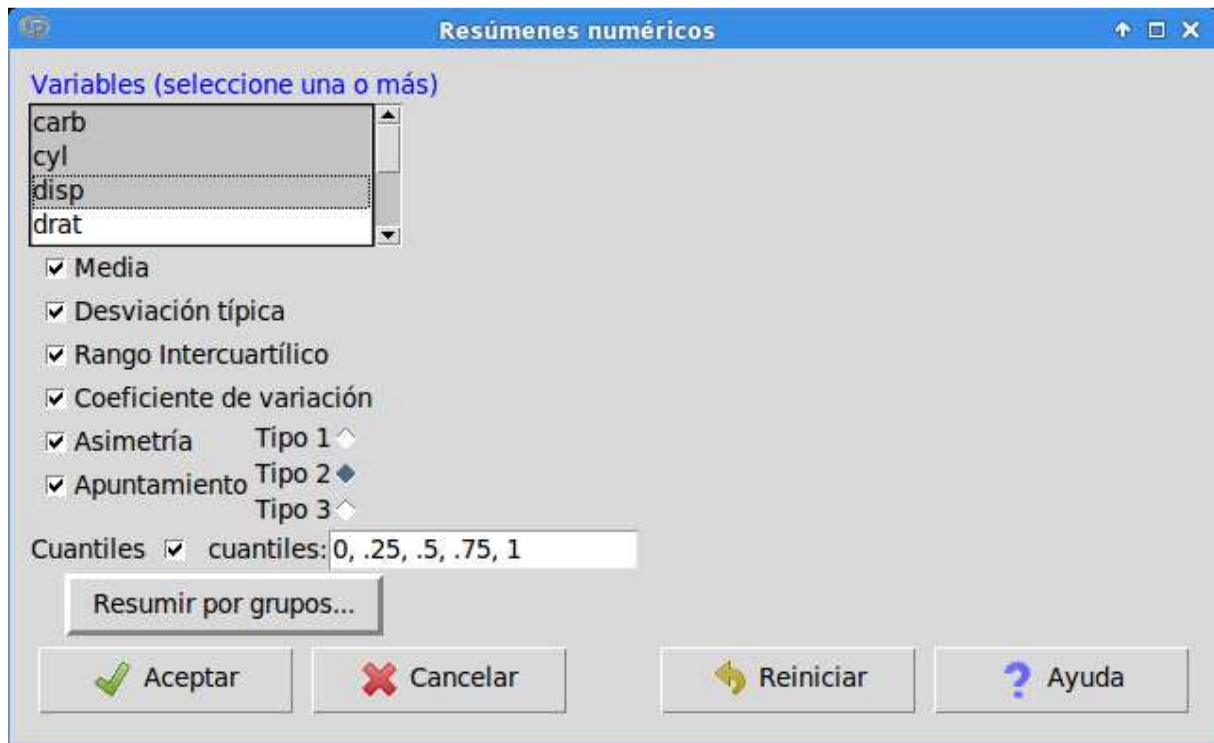 Resúmenes numéricos
Variables (seleccione una o más)
carb
cyl
disp
drat
Media
Desviación típica
Rango Intercuartílico
Coeficiente de variación
Asimetría
Tipo 1
Apuntamiento
Tipo 2
Tipo 3
Cuantiles cuantiles: 0, .25, .5, .75, 1
Resumir por grupos...
Aceptar
Cancelar
Reiniciar
Ayuda